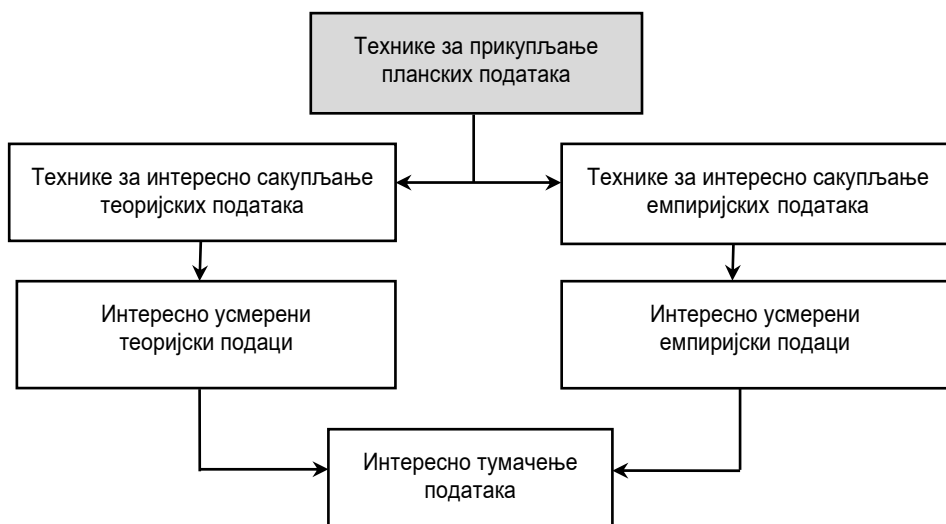 Технике за прикупљање
планских података
Технике за интересно сакупљање
теоријских података
Технике за интересно сакупљање
емпиријских података
Интересно усмерени
теоријски подаци
Интересно усмерени
емпиријски подаци
Интересно тумачење
података